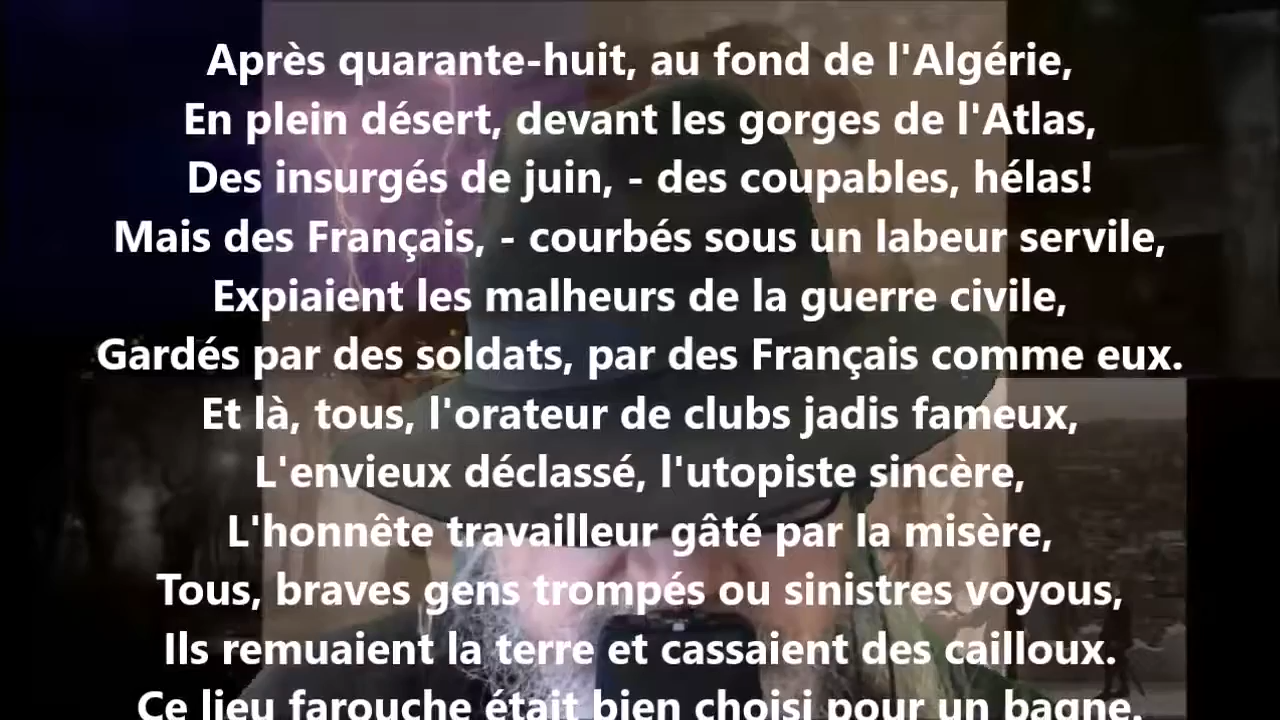 Après quarante-huit, au fond de l'Algérie,
En plein désert, devant les gorges de l'Atlas,
Des insurgés de juin, - des coupables, hélas!
Mais des Français, - courbés sous un labeur servile,
Expiaient les malheurs de la guerre civile,
Gardés par des soldats, par des Français comme eux.
Et là, tous, l'orateur de clubs jadis fameux,
L'envieux déclassé, l'utopiste sincère,
L'honnête travailleur gâté par la misère,
Tous, braves gens trompés ou sinistres voyous,
Ils remuaient la terre et cassaient des cailloux.
Ce lieu farouche était bien choisi pour un bagne.